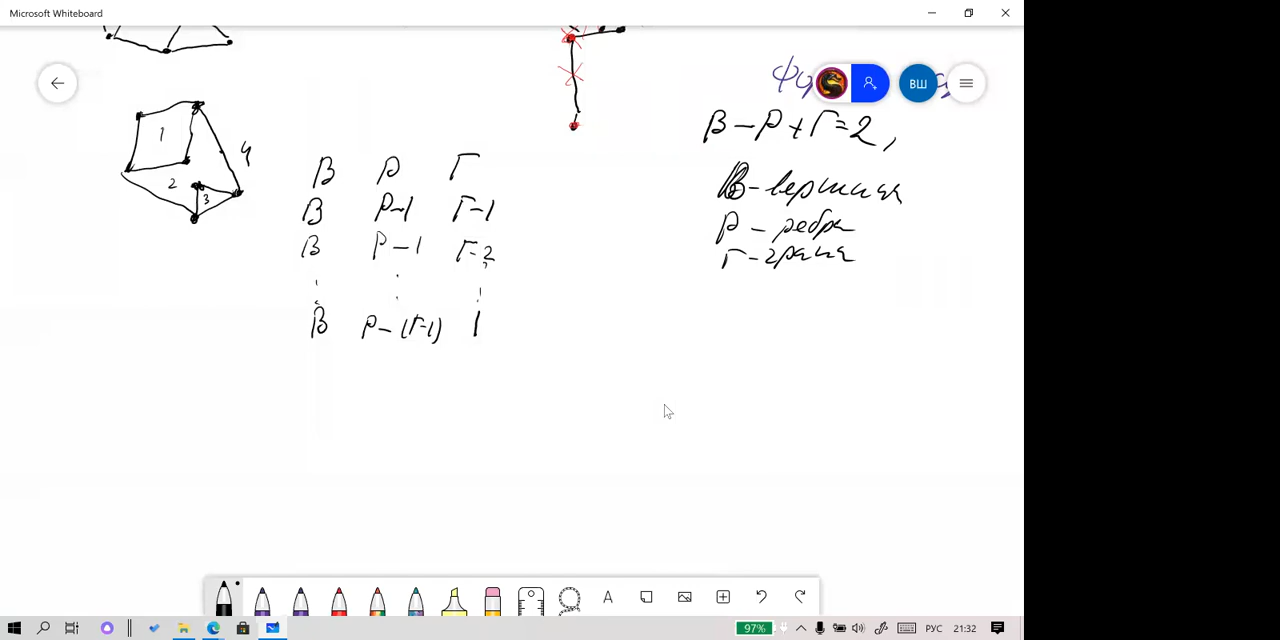 Microsoft Whiteboard
ВШ
В – Р + Г = 2,
В – вершина
Р – ребра
Г – грани
1
2
3
4
В Р Г
В Р–1 Г–1
В Р–1 Г–2
В Р–(Г–1) 1
A
97%
РУС
21:32